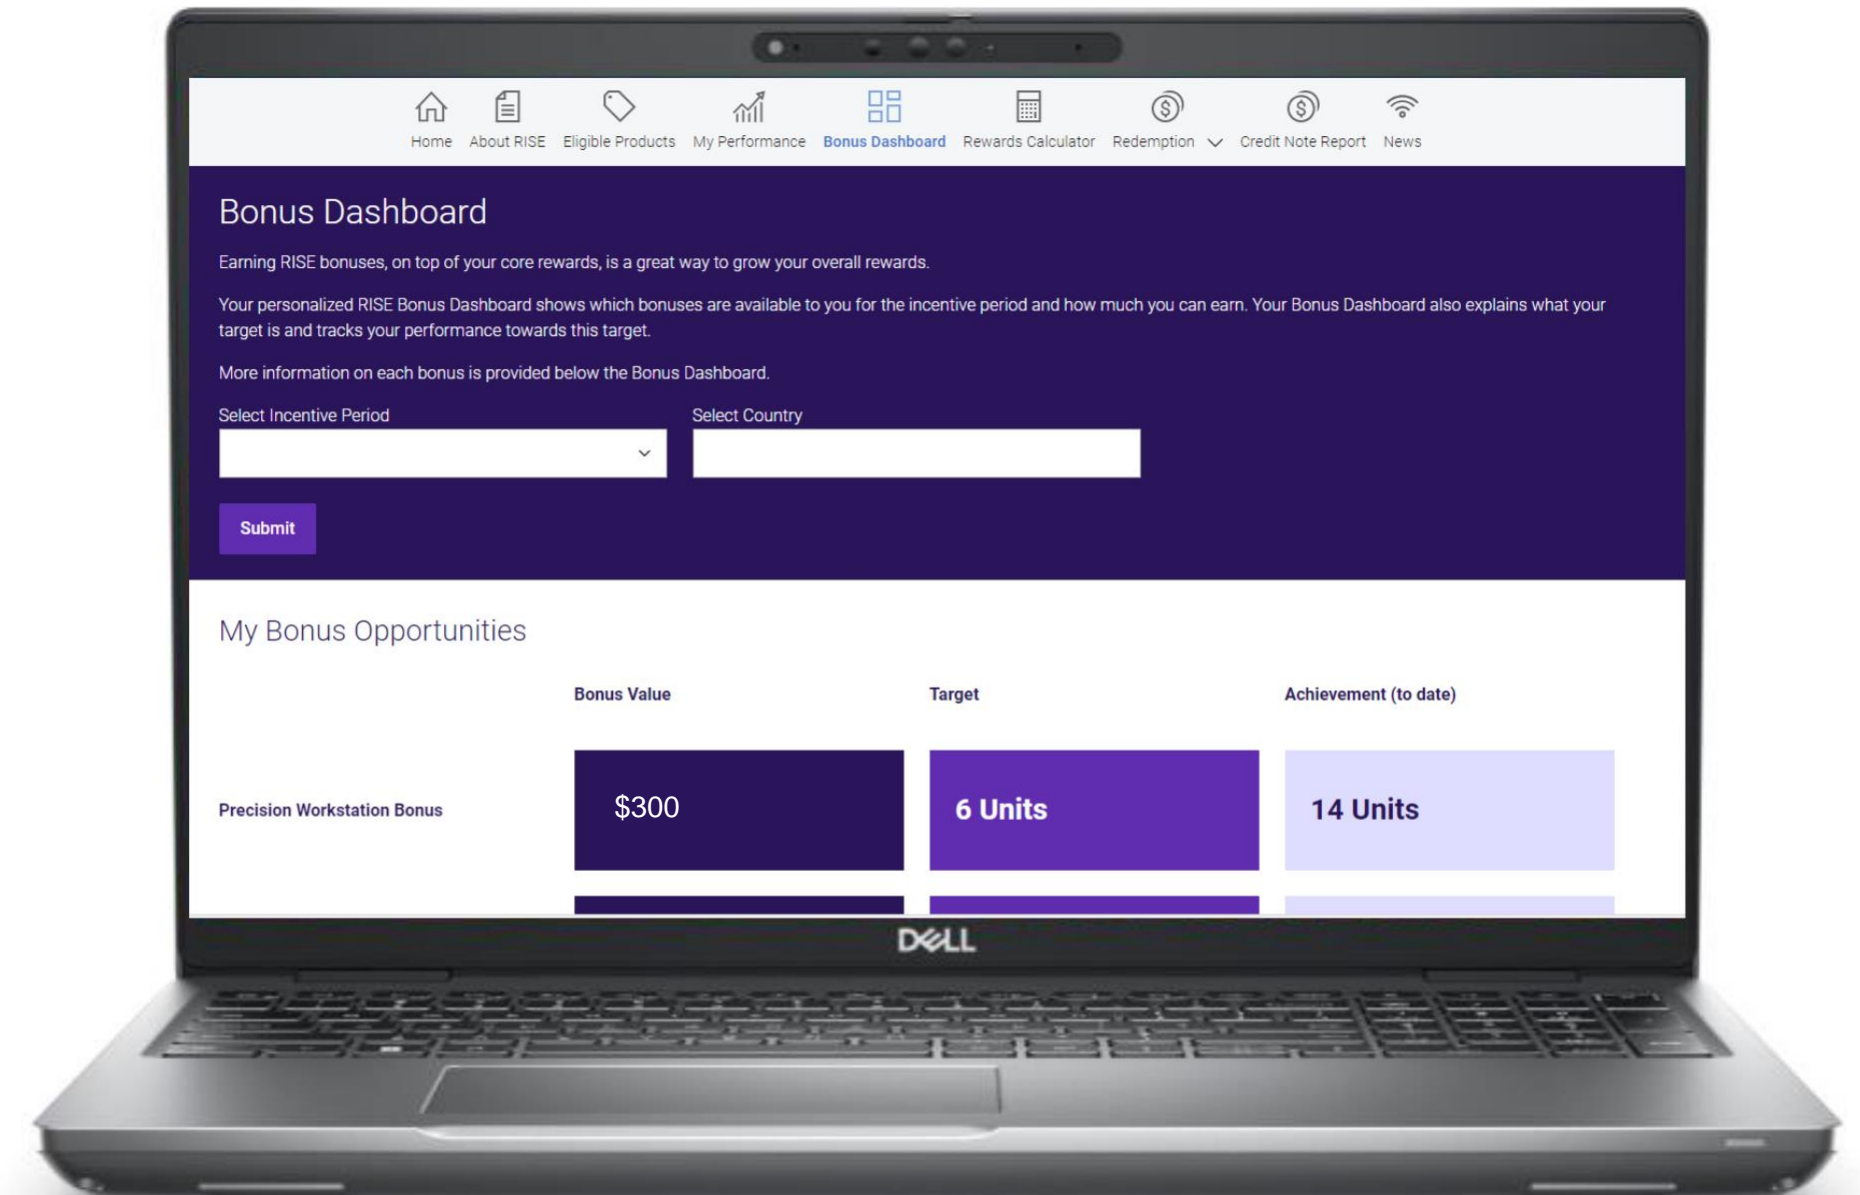 Home About RISE Eligible Products My Performance Bonus Dashboard Rewards Calculator Redemption Credit Note Report News
Bonus Dashboard
Earning RISE bonuses, on top of your core rewards, is a great way to grow your overall rewards.
Your personalized RISE Bonus Dashboard shows which bonuses are available to you for the incentive period and how much you can earn. Your Bonus Dashboard also explains what your
target is and tracks your performance towards this target.
More information on each bonus is provided below the Bonus Dashboard.
Select Incentive Period Select Country
Submit
My Bonus Opportunities
Bonus Value Target Achievement (to date)
Precision Workstation Bonus $300 6 Units 14 Units
DELL